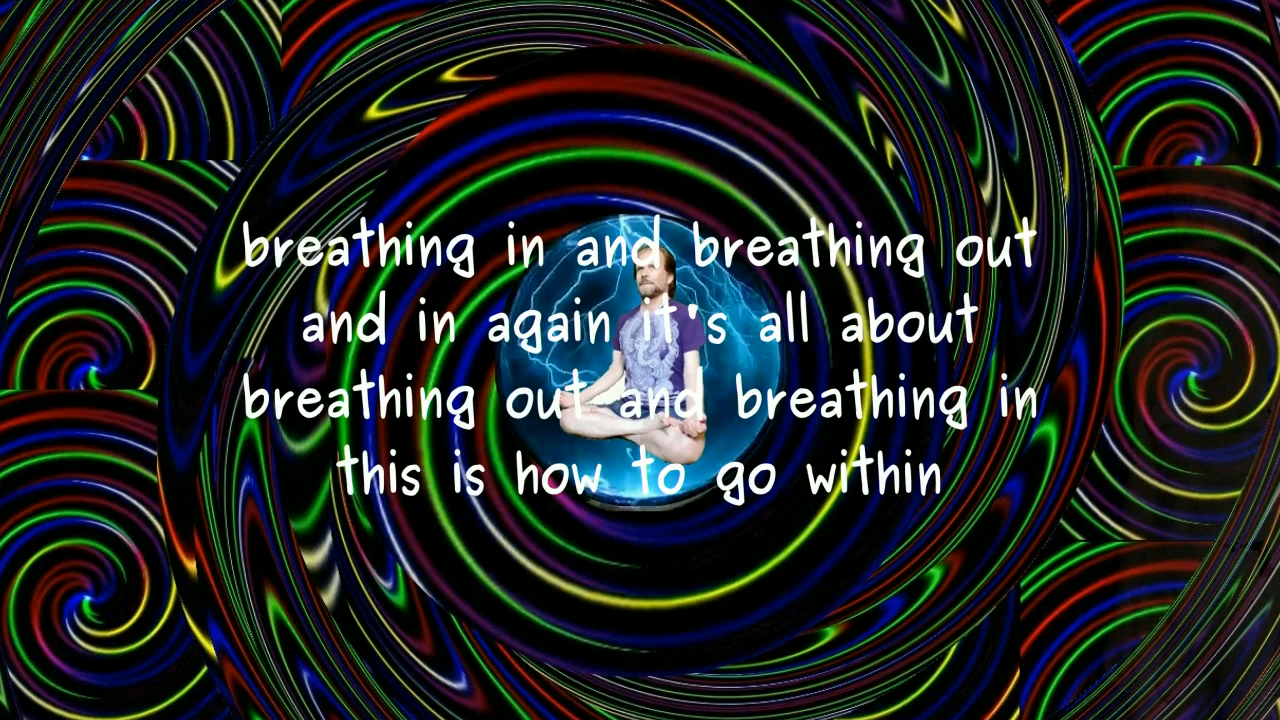 breathing in and breathing out
and in again it's all about
breathing out and breathing in
this is how to go within